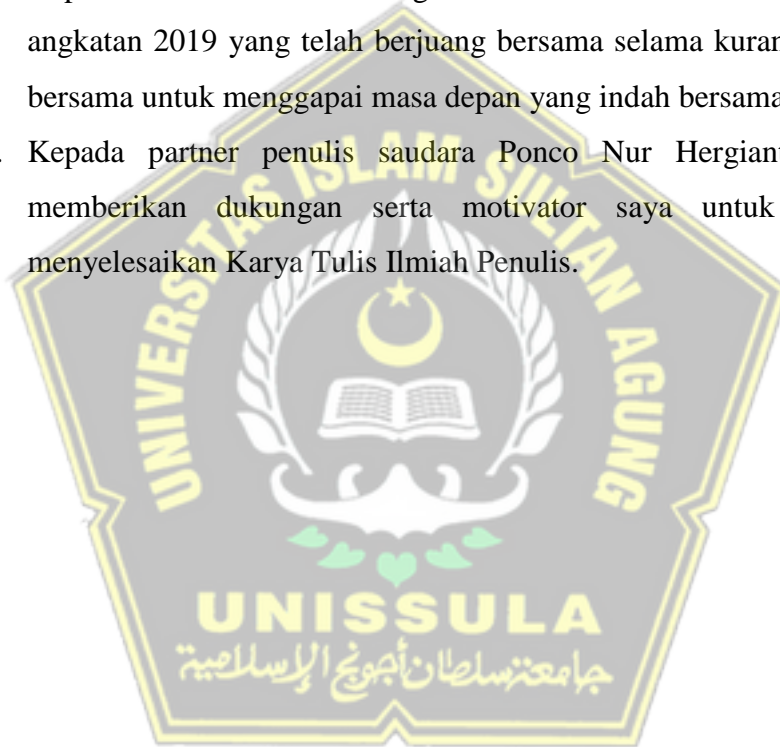 angkatan 2019 yang telah berjuang bersama selama
bersama untuk menggapai masa depan yang indah bersama
Kepada partner penulis saudara Ponco Nur
memberikan dukungan serta motivator saya untuk
menyelesaikan Karya Tulis Ilmiah Penulis.
UNIVERSITAS ISLAM SULTAN AGUNG
UNISSULA
جامعة سلطان أجونج الإسلامية